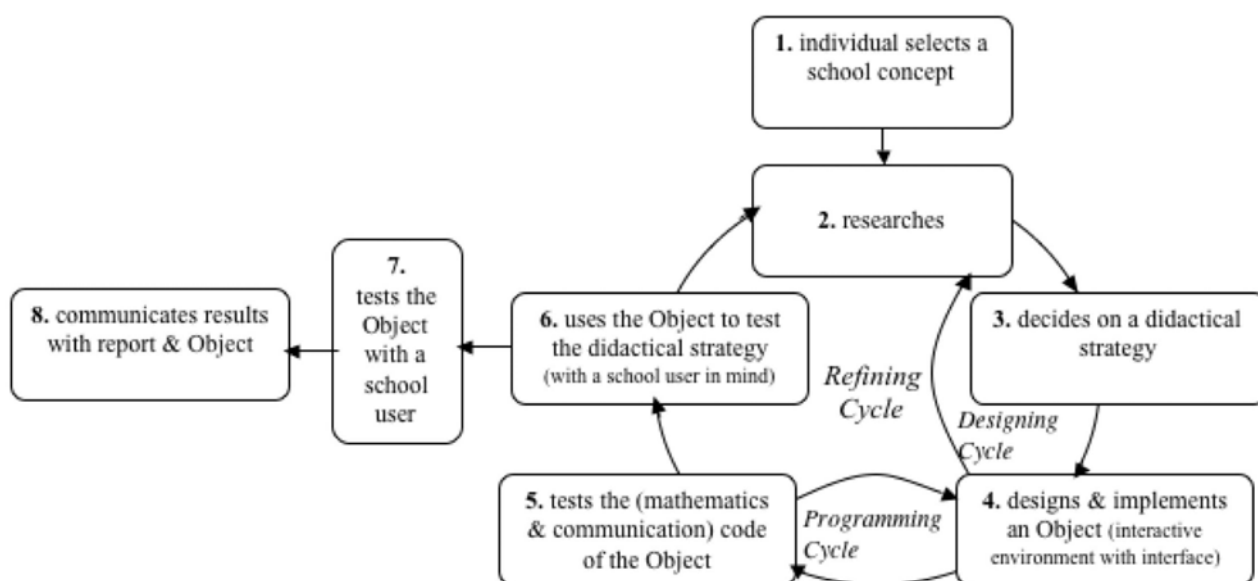 1. individual selects a
school concept
2. researches
3. decides on a didactical
strategy
4. designs & implements
an Object (interactive
environment with interface)
5. tests the (mathematics
& communication) code
of the Object
6. uses the Object to test
the didactical strategy
(with a school user in mind)
7.
tests the
Object
with a
school
user
8. communicates results
with report & Object
Refining
Cycle
Designing
Cycle
Programming
Cycle